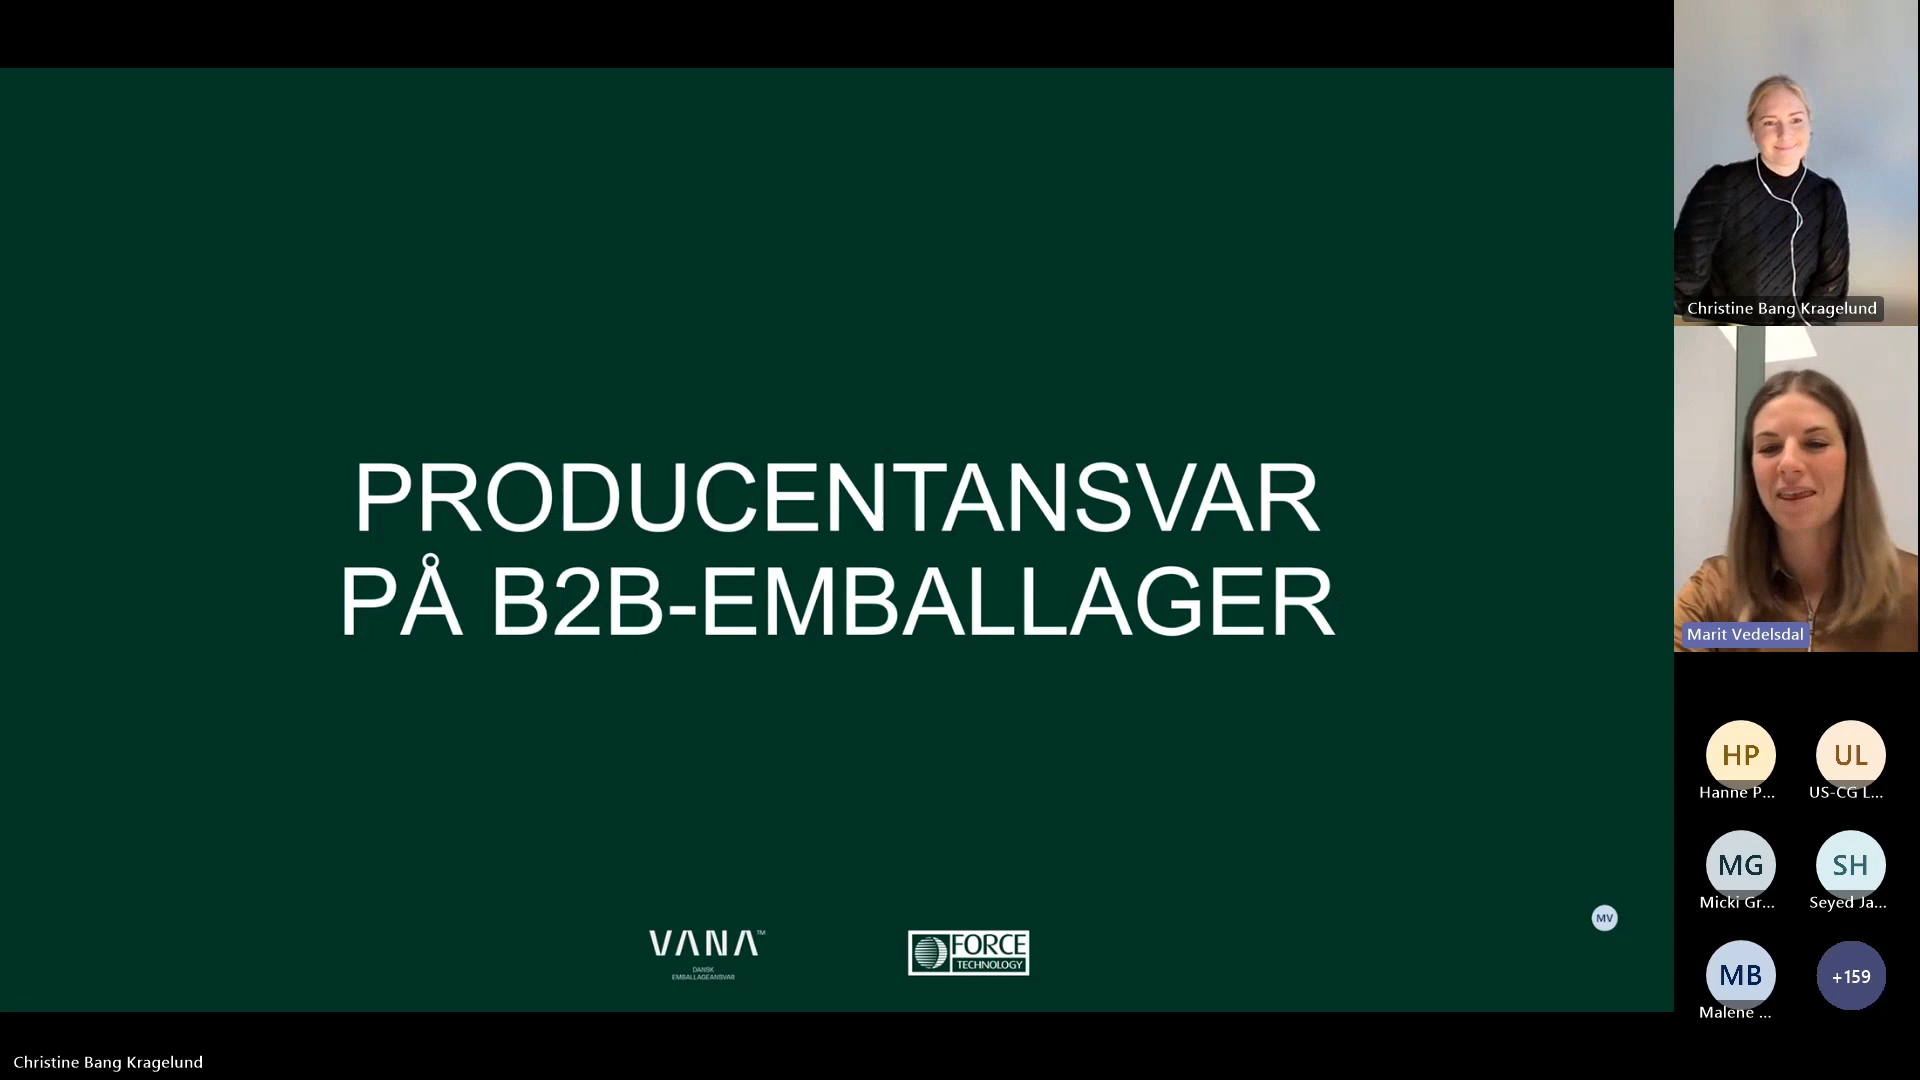 PRODUCENTANSVAR
PÅ B2B-EMBALLAGER
VANA™
DANSK
EMBALLAGEANSVAR
FORCE
TECHNOLOGY
MV
Christine Bang Kragelund
Marit Vedelsdal
HP
Hanne P...
UL
US-CG L...
MG
Micki Gr...
SH
Seyed Ja...
MB
Malene ...
+159
Christine Bang Kragelund